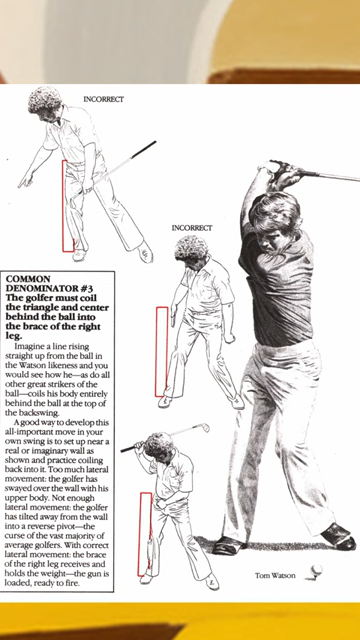 INCORRECT
INCORRECT
COMMON
DENOMINATOR #3
The golfer must coil
the triangle and center
behind the ball into
the brace of the right
leg.
Imagine a line rising
straight up from the ball in
the Watson likeness and you
would see how he—as do all
other great strikers of the
ball—coils his body entirely
behind the ball at the top of
the backswing.
A good way to develop this
all-important move in your
own swing is to set up near a
real or imaginary wall as
shown and practice coiling
back into it. Too much lateral
movement: the golfer has
swayed over the wall with his
upper body. Not enough
lateral movement: the golfer
has tilted away from the wall
into a reverse pivot—the
curse of the vast majority of
average golfers. With correct
lateral movement: the brace
of the right leg receives and
holds the weight—the gun is
loaded, ready to fire.
Tom Watson